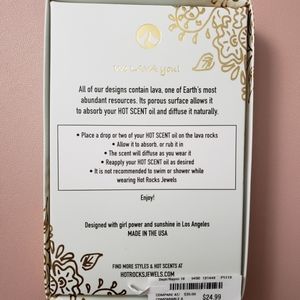 We LAVA you!
All of our designs contain lava, one of Earth's most
abundant resources. Its porous surface allows it
to absorb your HOT SCENT oil and diffuse it naturally.
• Place a drop or two of your HOT SCENT oil on the lava rocks
• Allow it to absorb, or rub it in
• The scent will diffuse as you wear it
• Reapply your HOT SCENT oil as desired
• It is not recommended to swim or shower while
wearing Hot Rocks Jewels
Enjoy!
Designed with girl power and sunshine in Los Angeles
MADE IN THE USA
FIND MORE STYLES & HOT SCENTS AT
HOTROCKSJEWELS.COM
COMPARE AT
$24.99